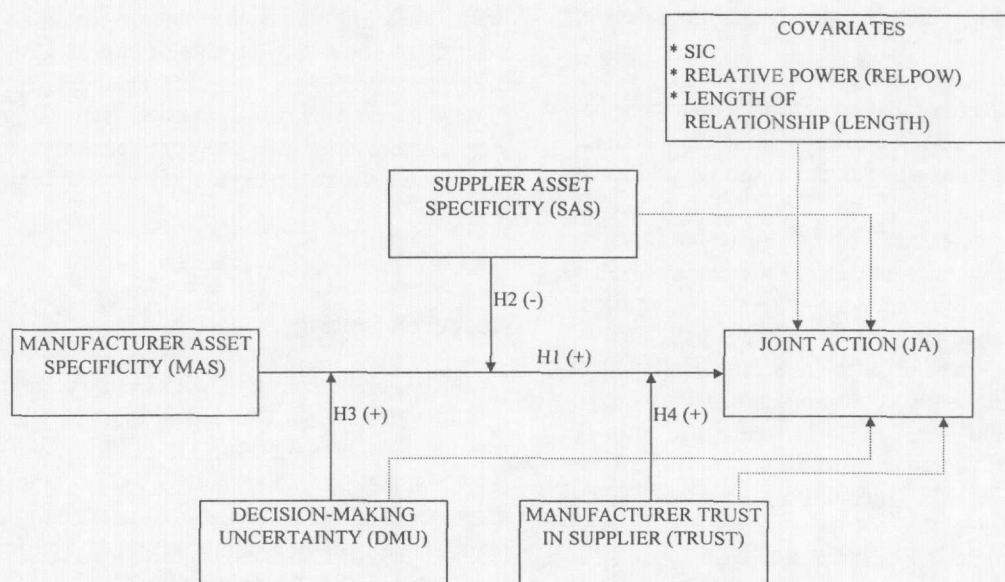 COVARIATES
* SIC
* RELATIVE POWER (RELPOW)
* LENGTH OF
RELATIONSHIP (LENGTH)
SUPPLIER ASSET
SPECIFICITY (SAS)
H2 (-)
MANUFACTURER ASSET
SPECIFICITY (MAS)
H1 (+)
JOINT ACTION (JA)
H3 (+)
H4 (+)
DECISION-MAKING
UNCERTAINTY (DMU)
MANUFACTURER TRUST
IN SUPPLIER (TRUST)